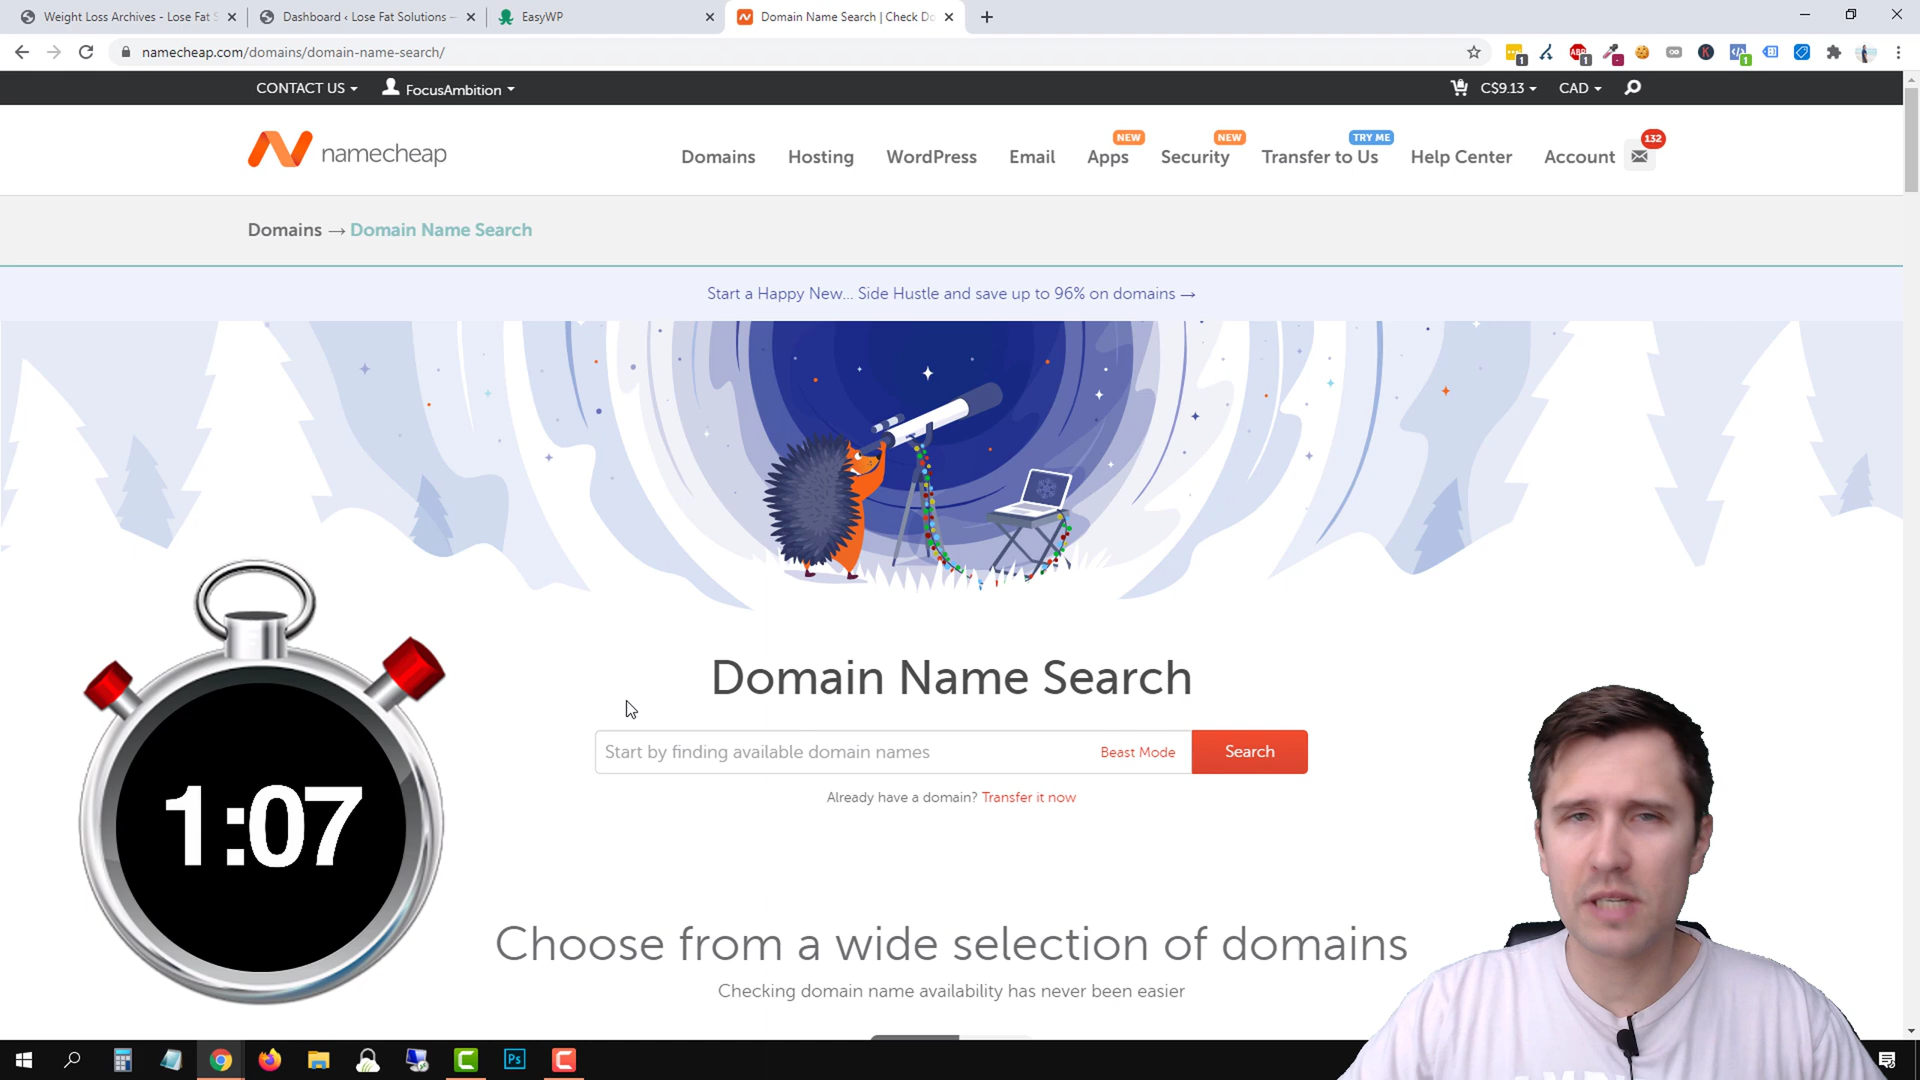 Weight Loss Archives - Lose Fat S
Dashboard ‹ Lose Fat Solutions —
EasyWP
Domain Name Search | Check Do
namecheap.com/domains/domain-name-search/
CONTACT US
FocusAmbition
C$9.13
CAD
namecheap
Domains
Hosting
WordPress
Email
NEW
Apps
NEW
Security
TRY ME
Transfer to Us
Help Center
Account
132
Domains → Domain Name Search
Start a Happy New... Side Hustle and save up to 96% on domains →
Domain Name Search
Start by finding available domain names
Beast Mode
Search
Already have a domain? Transfer it now
1:07
Choose from a wide selection of domains
Checking domain name availability has never been easier